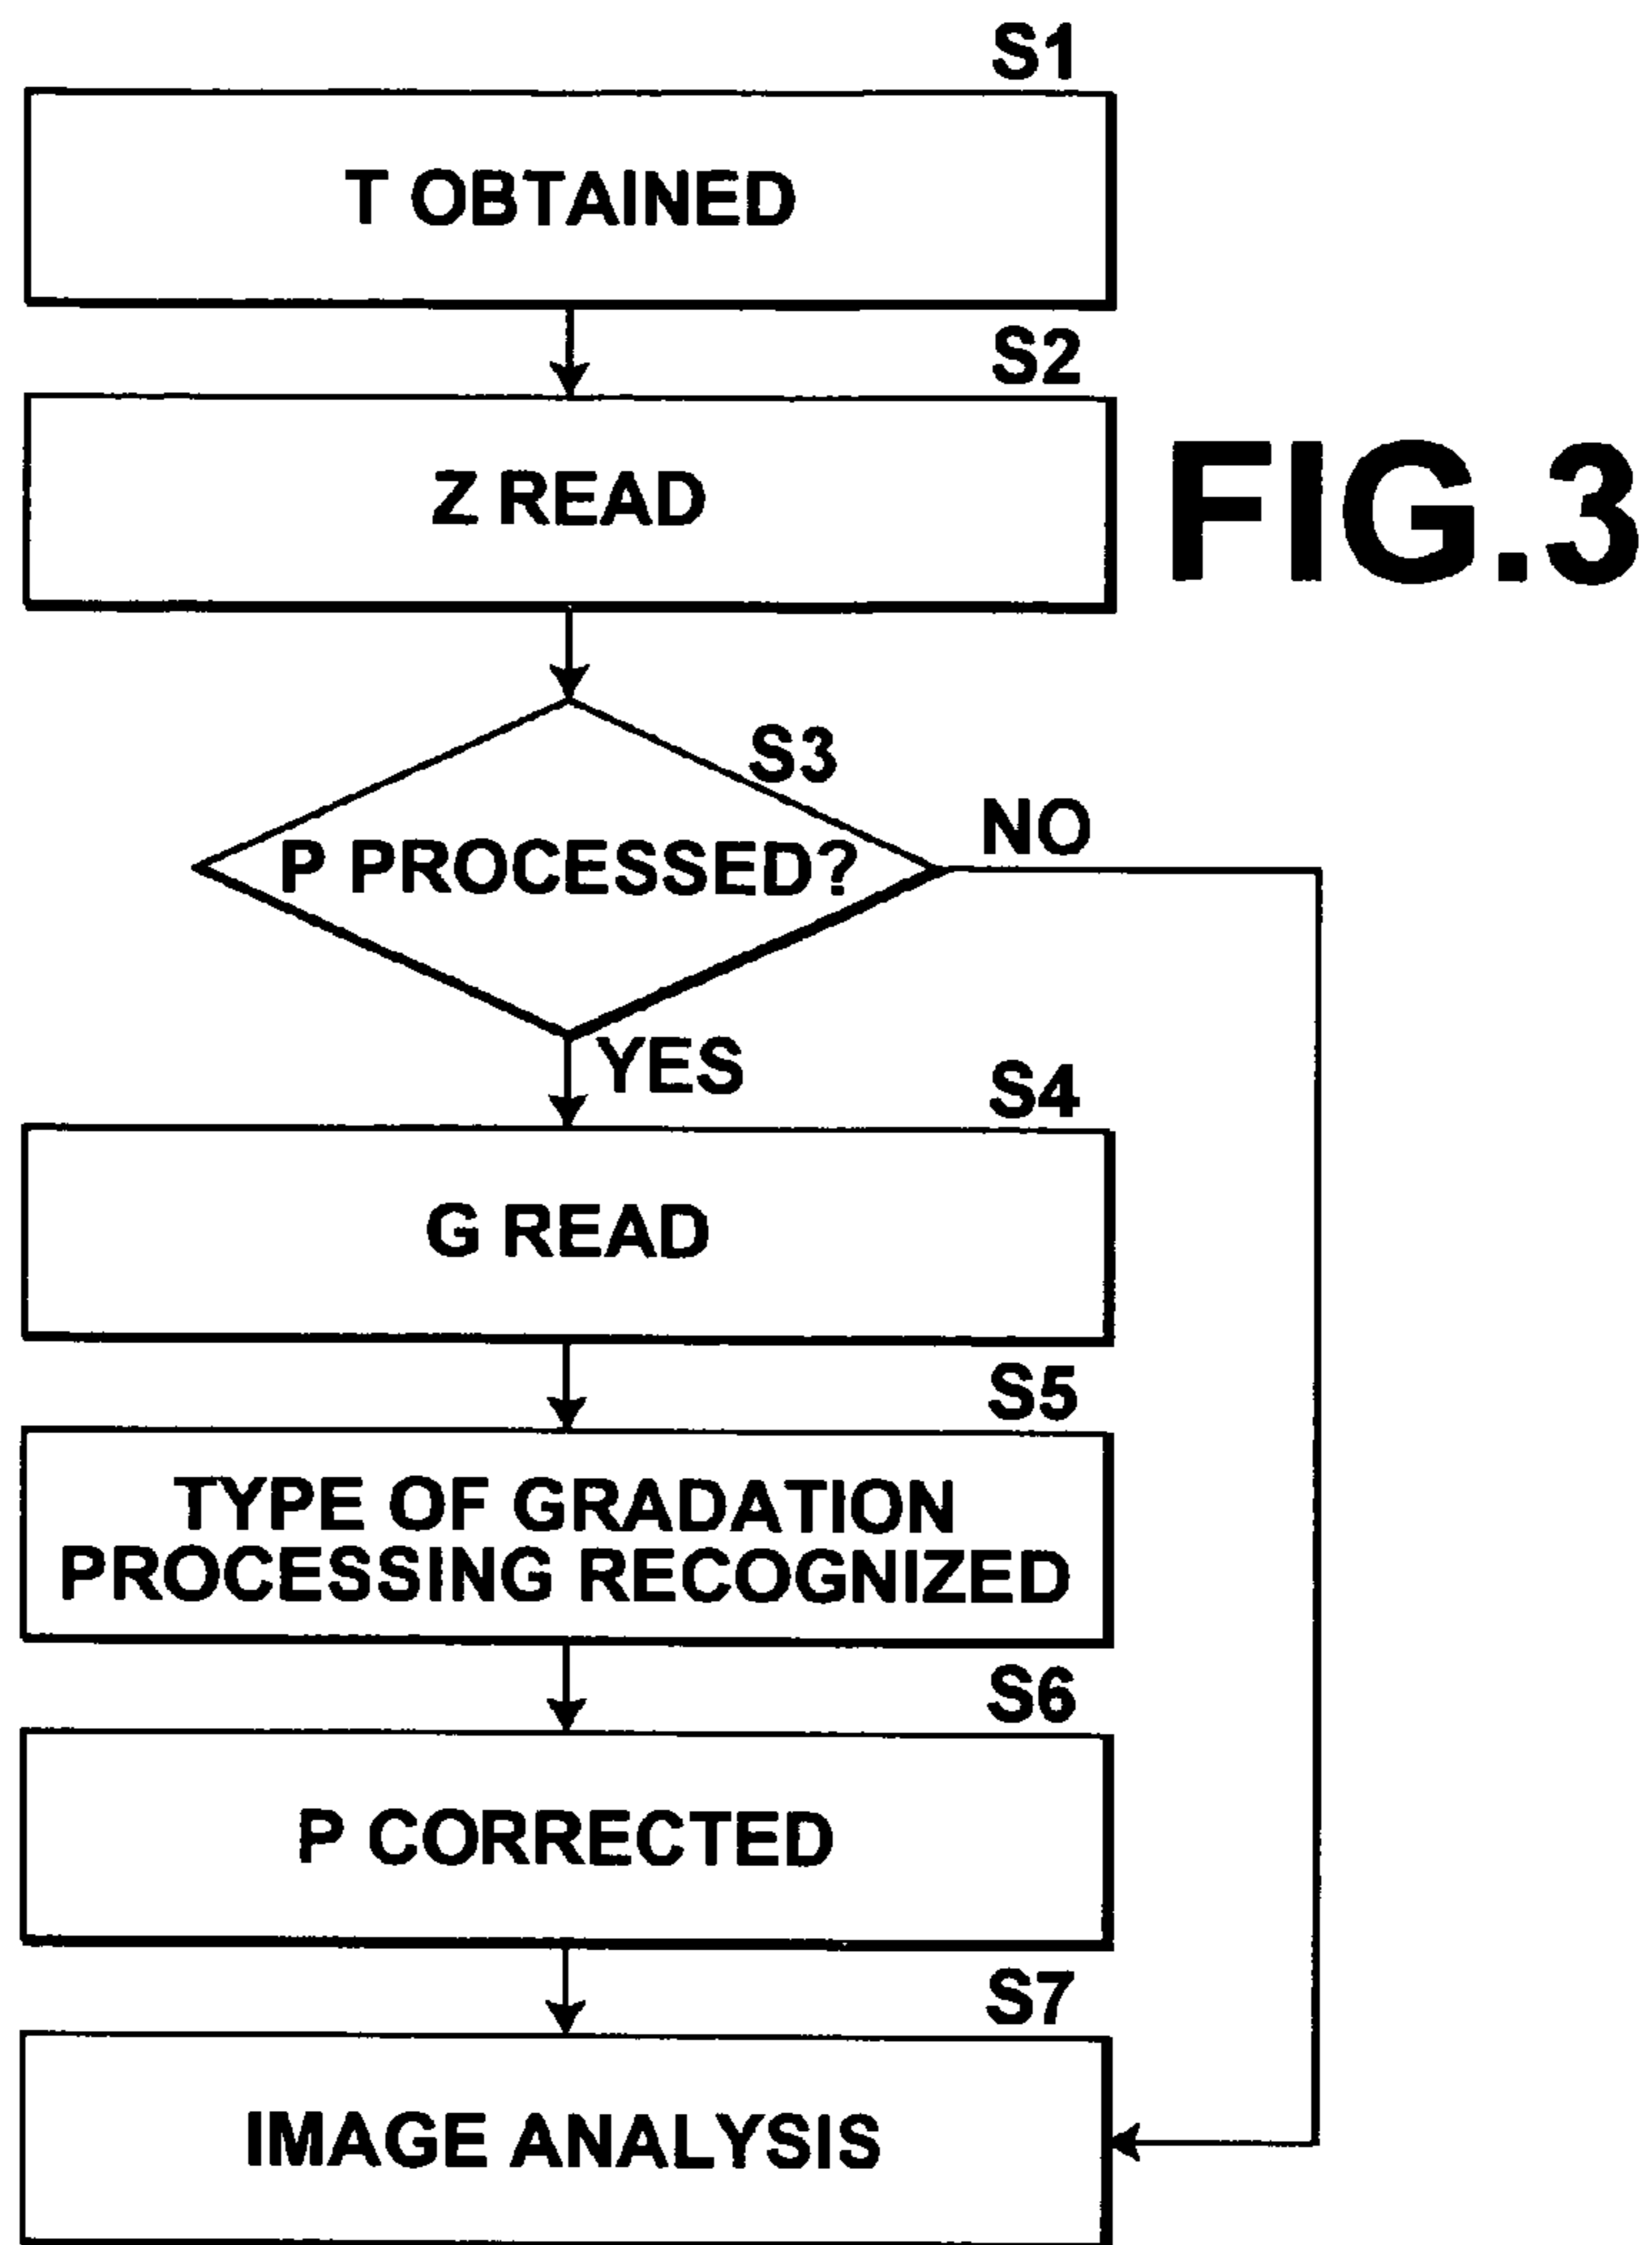 S1
T OBTAINED
S2
Z READ
FIG.3
S3
P PROCESSED?
NO
YES
S4
G READ
S5
TYPE OF GRADATION
PROCESSING RECOGNIZED
S6
P CORRECTED
S7
IMAGE ANALYSIS